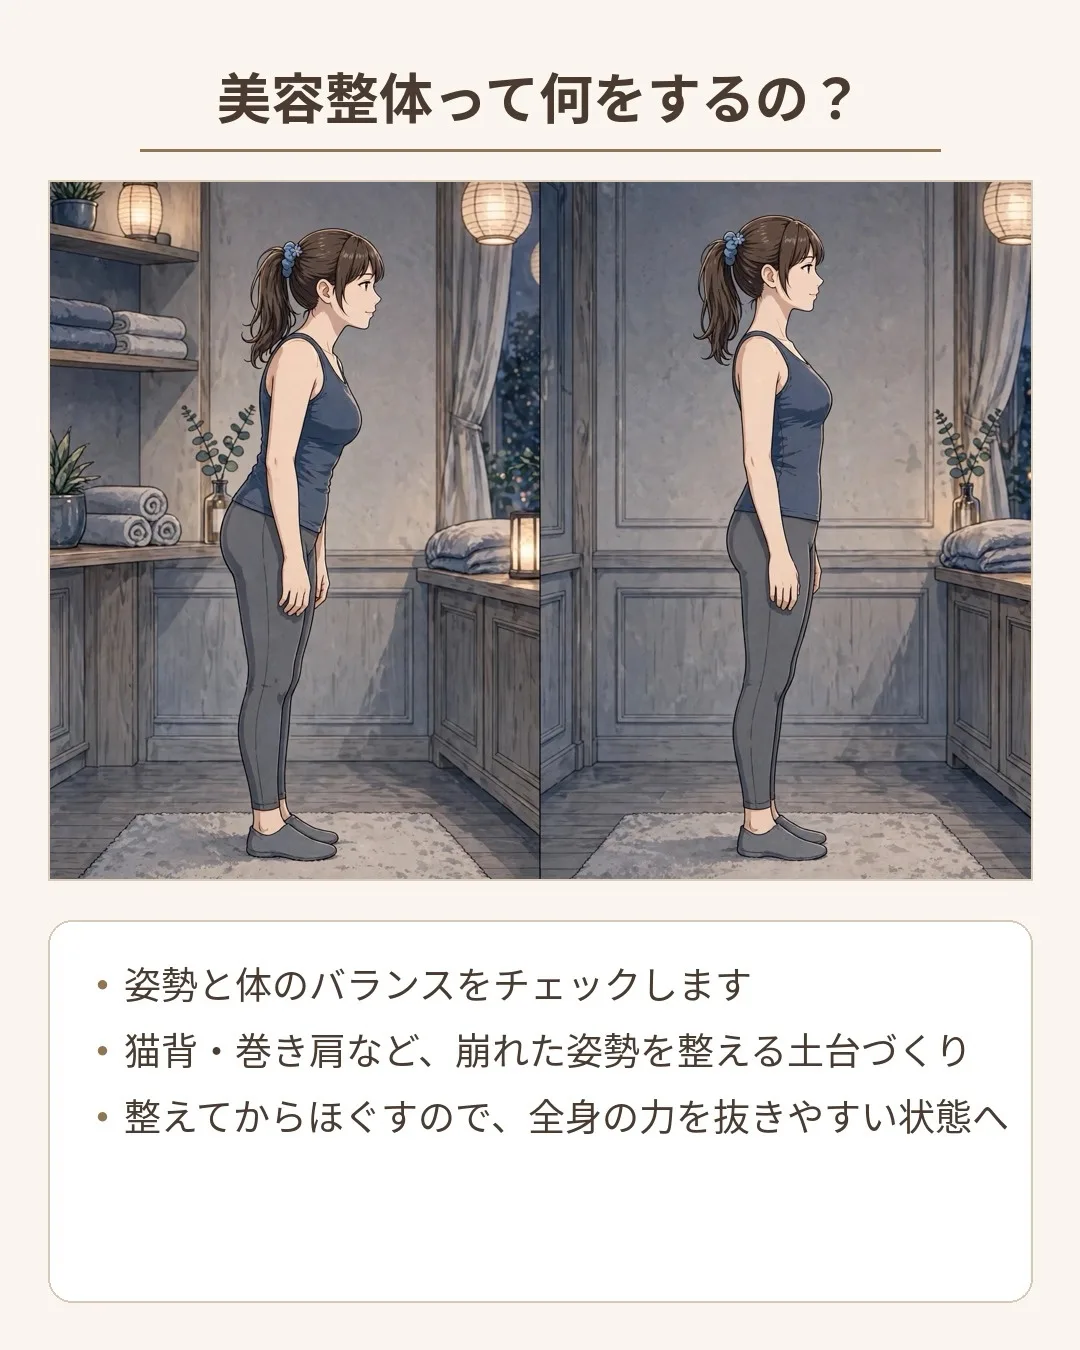 美容整体って何をするの？
・姿勢と体のバランスをチェックします
・猫背・巻き肩など、崩れた姿勢を整える土台づくり
・整えてからほぐすので、全身の力を抜きやすい状態へ